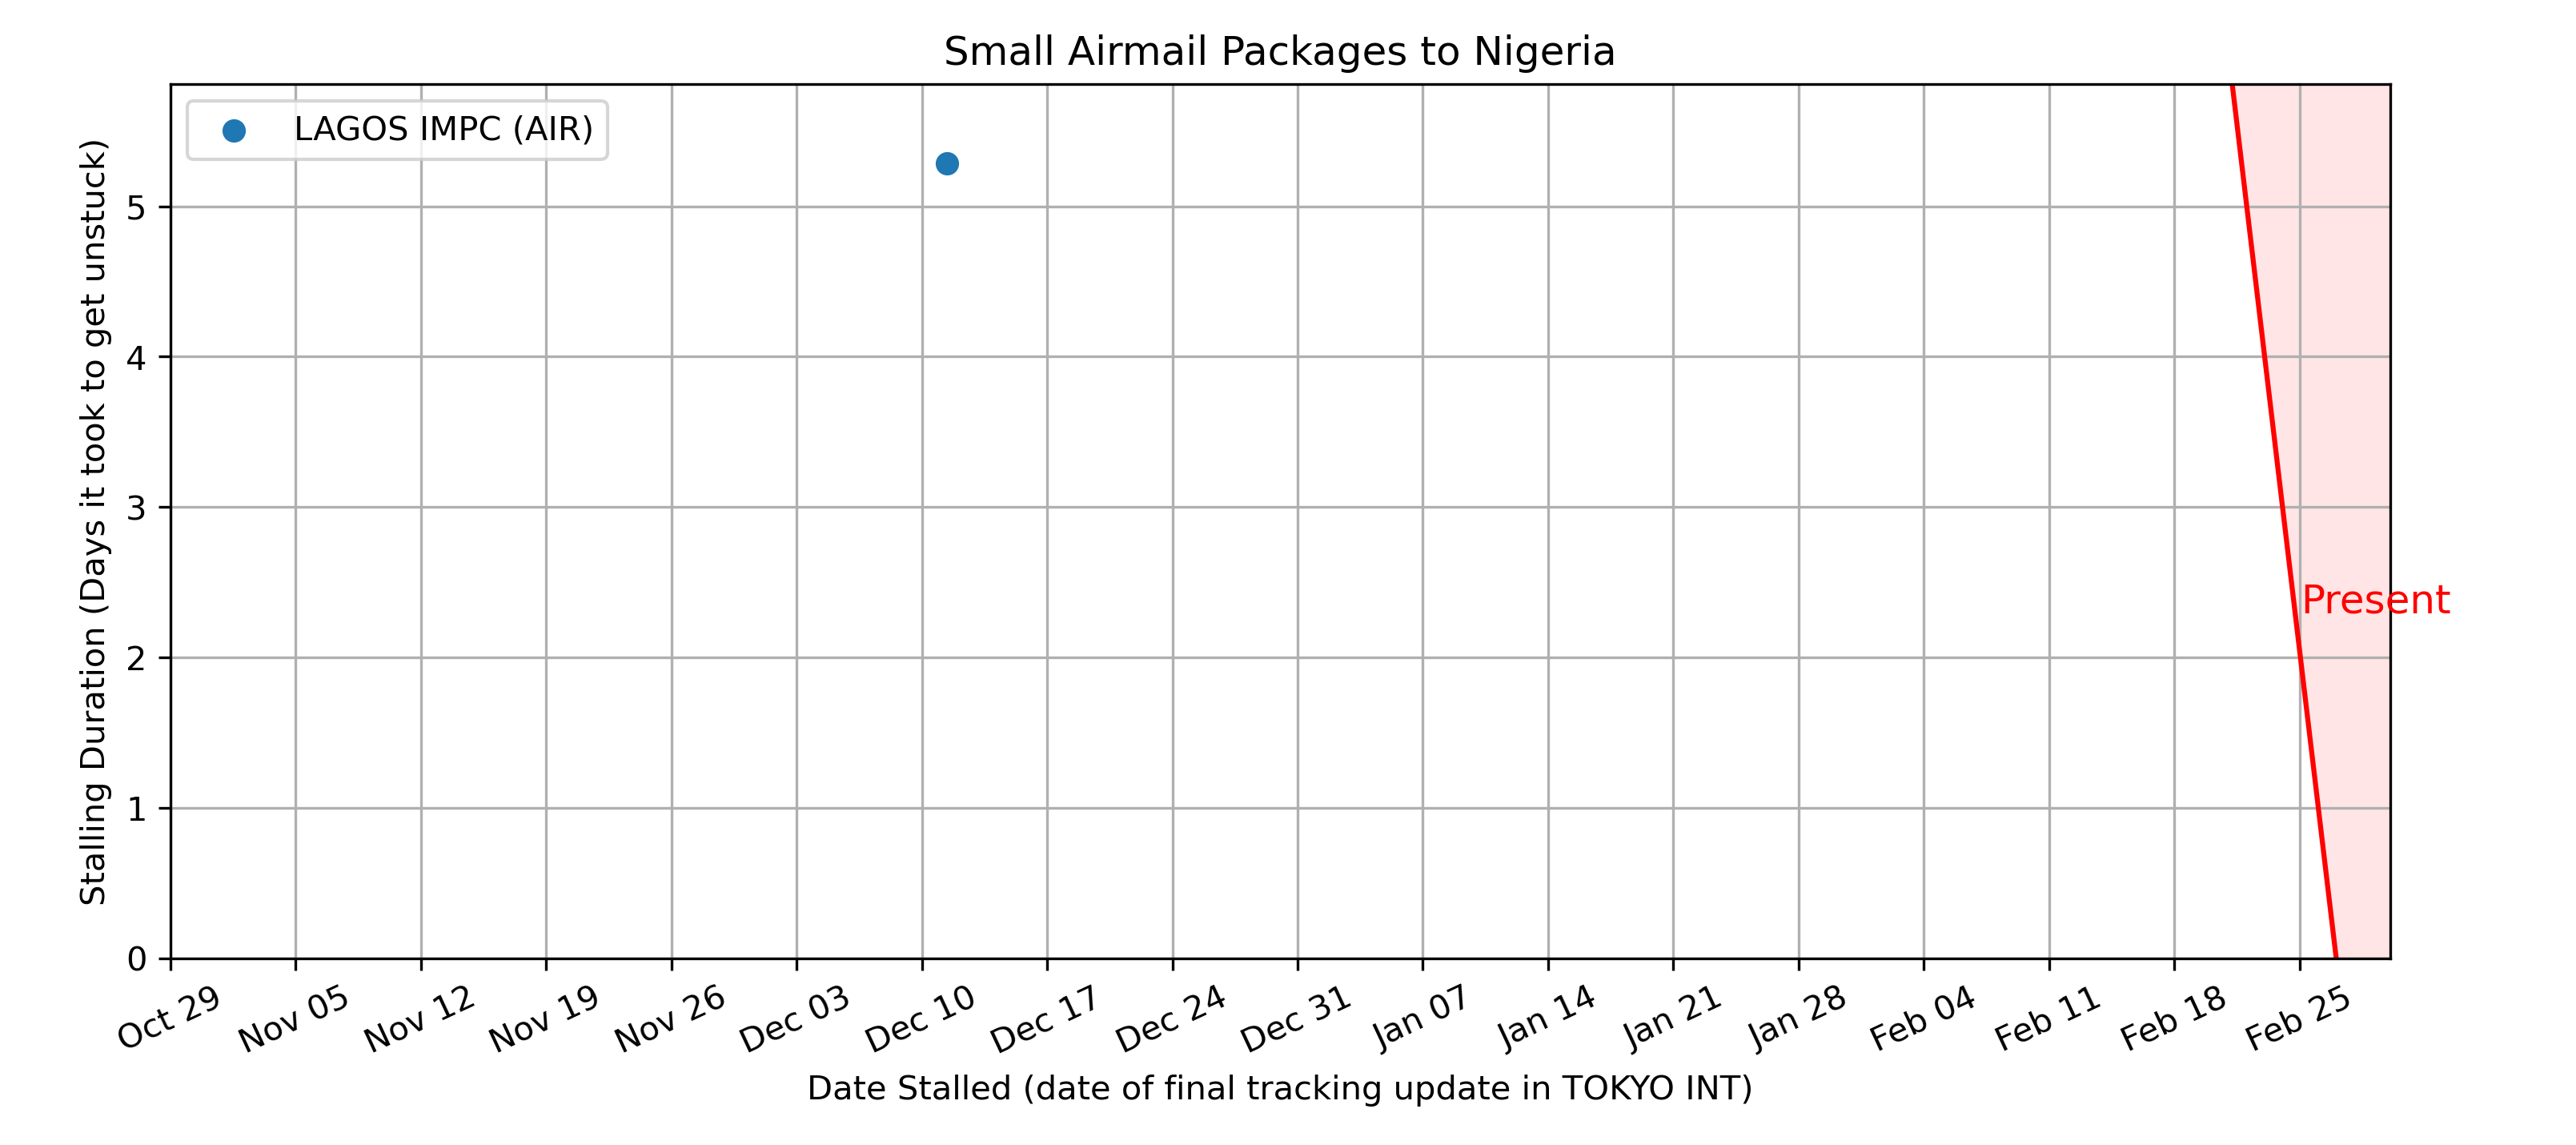 Small Airmail Packages to Nigeria
LAGOS IMPC (AIR)
Stalling Duration (Days it took to get unstuck)
5
4
3
2
1
0
Present
Oct 29
Nov 05
Nov 12
Nov 19
Nov 26
Dec 03
Dec 10
Dec 17
Dec 24
Dec 31
Jan 07
Jan 14
Jan 21
Jan 28
Feb 04
Feb 11
Feb 18
Feb 25
Date Stalled (date of final tracking update in TOKYO INT)